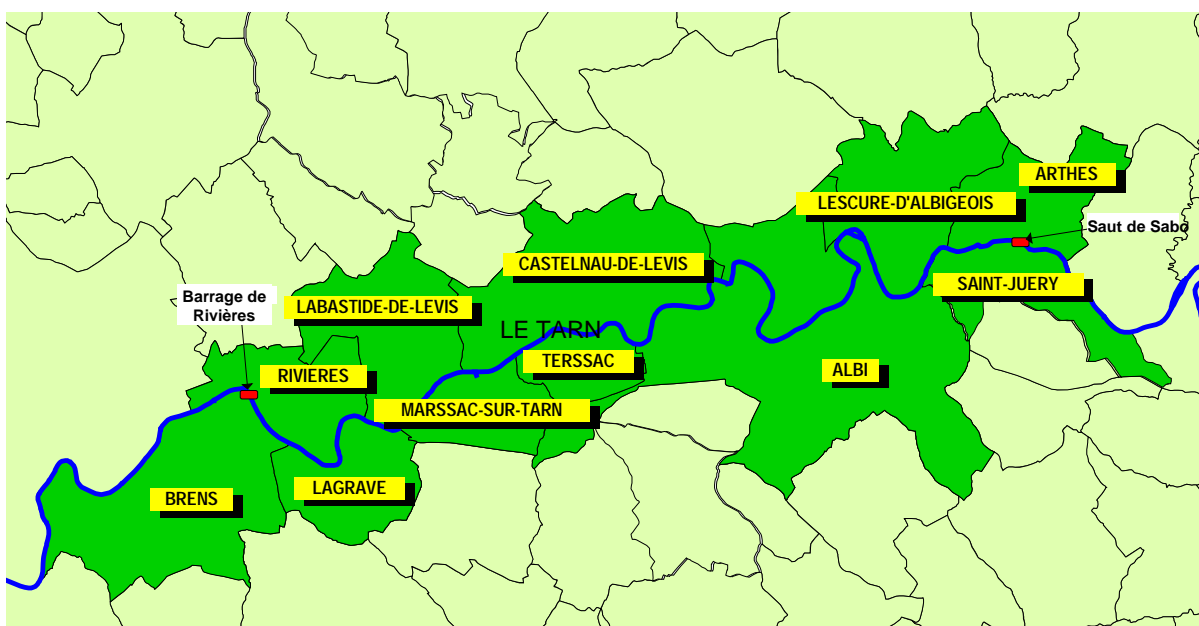 ARTHES
LESCURE-D'ALBIGEOIS
Saut de Sabo
CASTELNAU-DE-LEVIS
SAINT-JUERY
Barrage de
Rivières
LABASTIDE-DE-LEVIS
LE TARN
TERSSAC
ALBI
RIVIERES
MARSSAC-SUR-TARN
LAGRAVE
BRENS